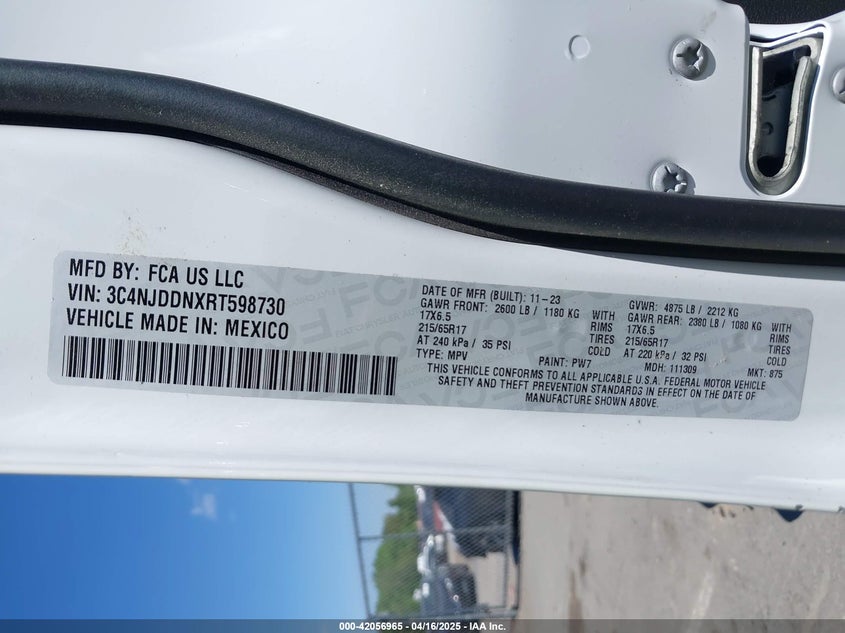 MFD BY: FCA US LLC
VIN: 3C4NJDDNXRT598730
VEHICLE MADE IN: MEXICO
DATE OF MFR (BUILT): 11-23 GVWR: 4875 LB / 2212 KG
GAWR FRONT: 2600 LB / 1180 KG WITH GAWR REAR: 2380 LB / 1080 KG WITH
17X6.5 RIMS 17X6.5 RIMS
215/65R17 TIRES 215/65R17 TIRES
AT 240 kPa / 35 PSI COLD AT 220 kPa / 32 PSI COLD
TYPE: MPV PAINT: PW7 MDH: 111309 MKT: 875
THIS VEHICLE CONFORMS TO ALL APPLICABLE U.S.A. FEDERAL MOTOR VEHICLE
SAFETY AND THEFT PREVENTION STANDARDS IN EFFECT ON THE DATE OF
MANUFACTURE SHOWN ABOVE.
000-42056965 - 04/16/2025 - IAA Inc.